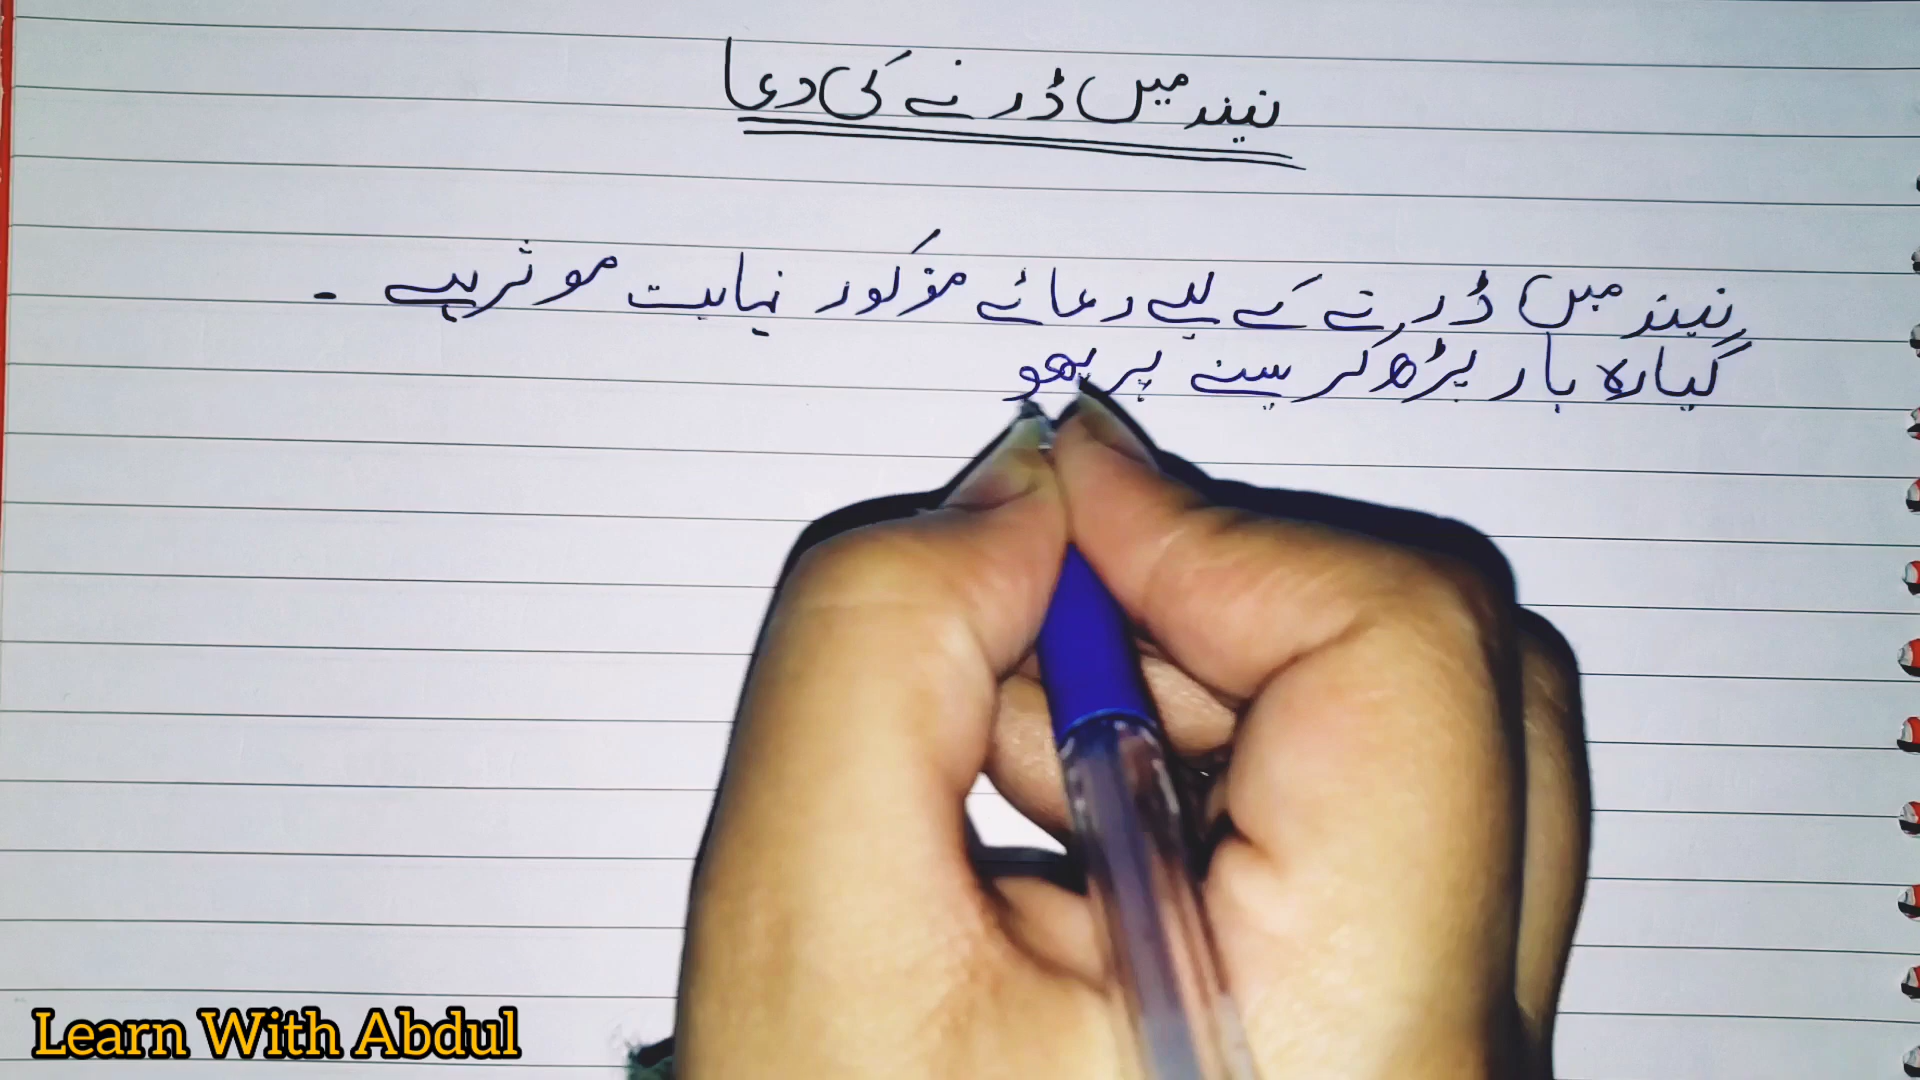 نیند میں ڈرنے کی دعا
نیند میں ڈرنے کے لیے دعائے مؤکور نہایت موثر ہے ۔
گیارہ بار پڑھ کر سینے پر پھو
Learn With Abdul